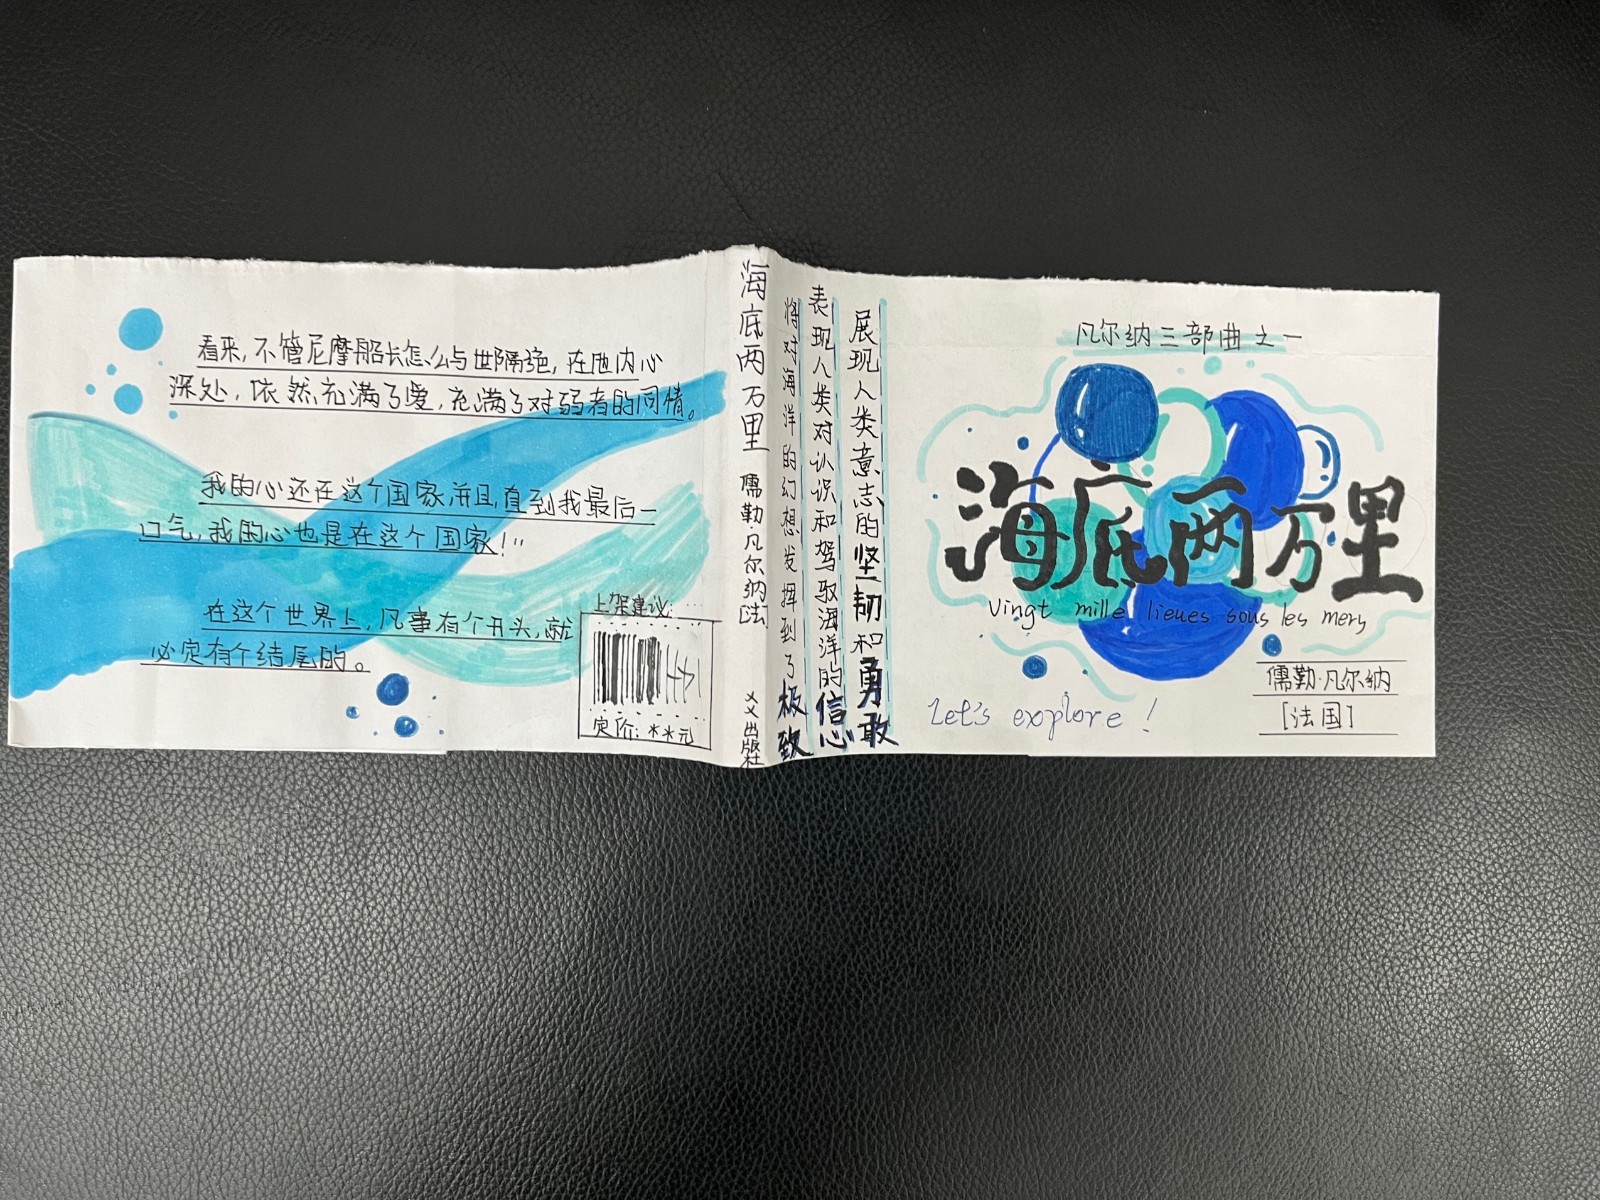 看来,不管尼摩船长怎么与世隔绝,在他内心
深处,依然充满了爱,充满了对弱者的同情。
我的心还在这个国家,并且,直到我最后一
口气,我的心也是在这个国家!"
在这个世界上,凡事有个开头,就
必定有个结尾的。
上架建议:...
定价:**元
海底两万里 儒勒·凡尔纳[法] 乂乂出版社
将对海洋的幻想发挥到了极致
表现人类对认识和驾驭海洋的信心
展现人类意志的坚韧和勇敢
凡尔纳三部曲之一
海底两万里
Vingt mille lieues sous les mers
儒勒·凡尔纳
[法国]
Let's explore!